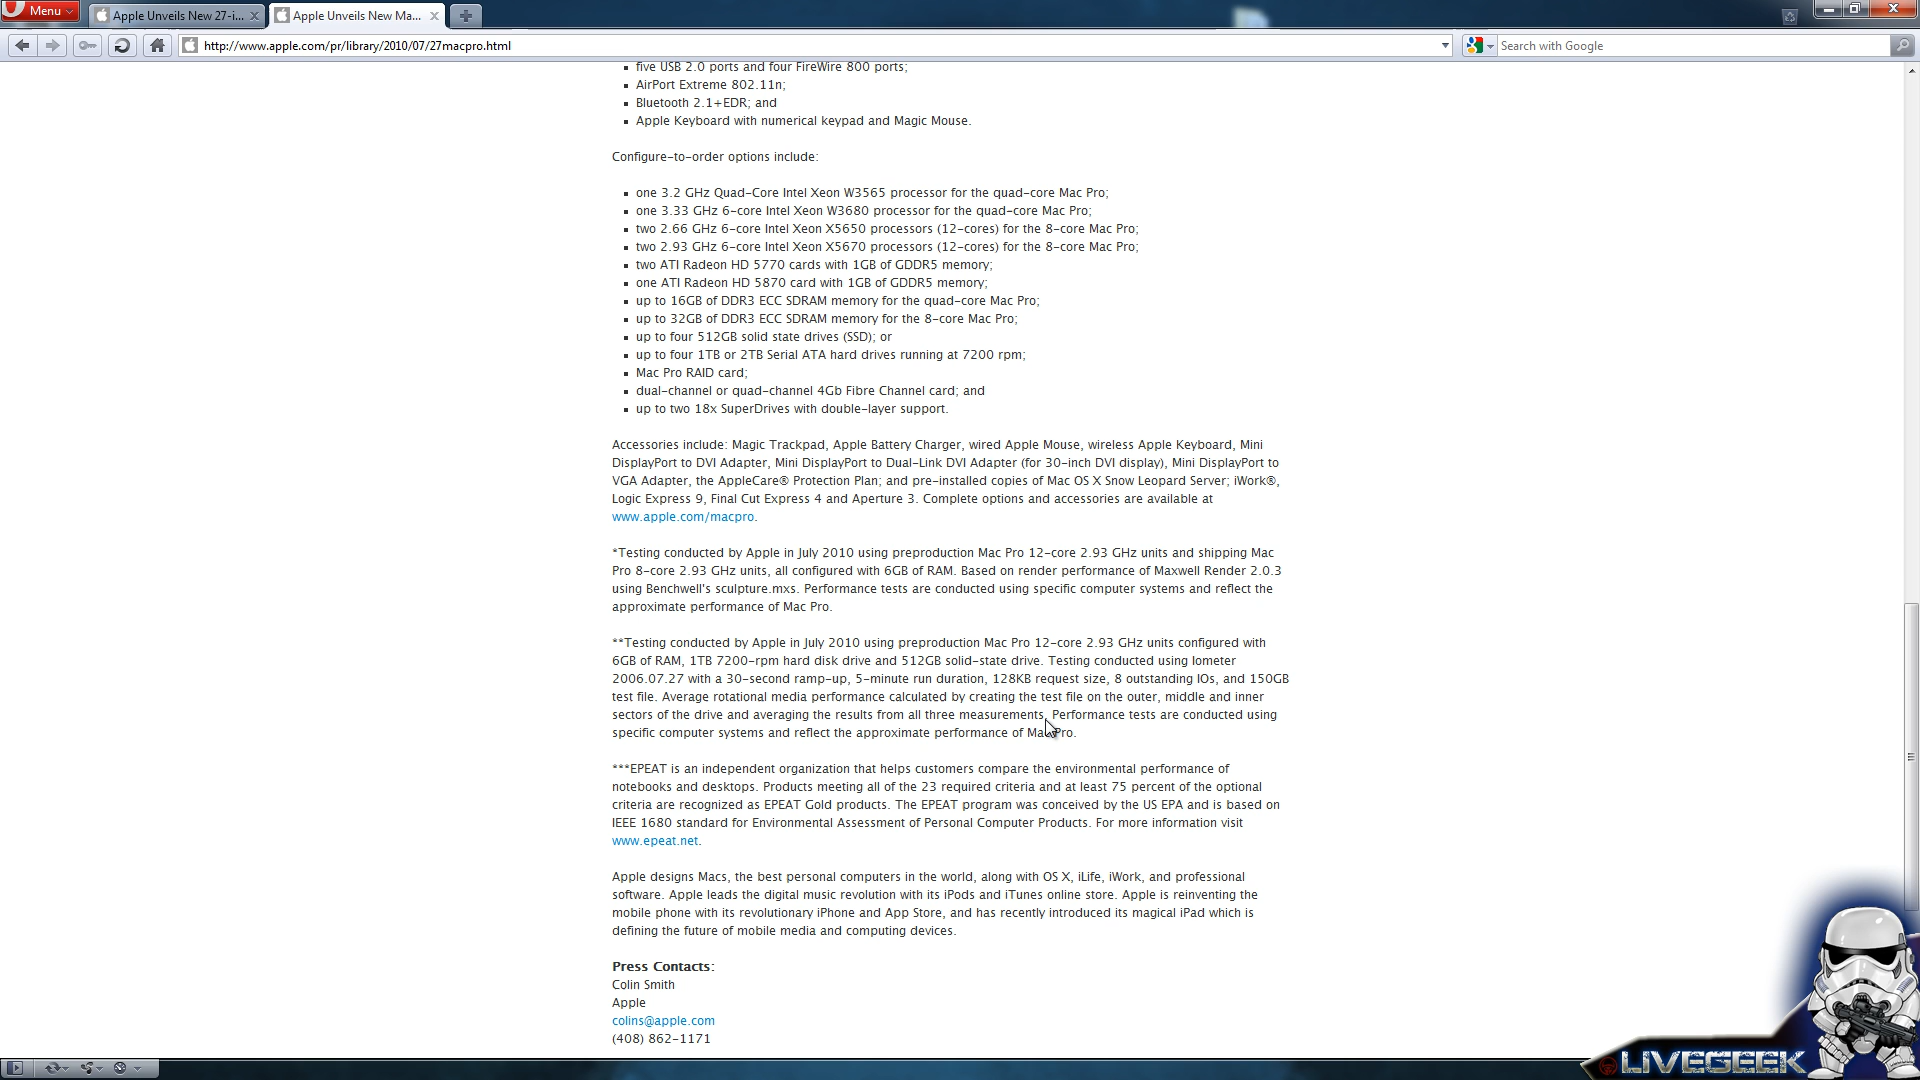 Menu
Apple Unveils New 27-i...
Apple Unveils New Ma...
http://www.apple.com/pr/library/2010/07/27macpro.html
Search with Google
five USB 2.0 ports and four FireWire 800 ports;
AirPort Extreme 802.11n;
Bluetooth 2.1+EDR; and
Apple Keyboard with numerical keypad and Magic Mouse.
Configure-to-order options include:
one 3.2 GHz Quad-Core Intel Xeon W3565 processor for the quad-core Mac Pro;
one 3.33 GHz 6-core Intel Xeon W3680 processor for the quad-core Mac Pro;
two 2.66 GHz 6-core Intel Xeon X5650 processors (12-cores) for the 8-core Mac Pro;
two 2.93 GHz 6-core Intel Xeon X5670 processors (12-cores) for the 8-core Mac Pro;
two ATI Radeon HD 5770 cards with 1GB of GDDR5 memory;
one ATI Radeon HD 5870 card with 1GB of GDDR5 memory;
up to 16GB of DDR3 ECC SDRAM memory for the quad-core Mac Pro;
up to 32GB of DDR3 ECC SDRAM memory for the 8-core Mac Pro;
up to four 512GB solid state drives (SSD); or
up to four 1TB or 2TB Serial ATA hard drives running at 7200 rpm;
Mac Pro RAID card;
dual-channel or quad-channel 4Gb Fibre Channel card; and
up to two 18x SuperDrives with double-layer support.
Accessories include: Magic Trackpad, Apple Battery Charger, wired Apple Mouse, wireless Apple Keyboard, Mini
DisplayPort to DVI Adapter, Mini DisplayPort to Dual-Link DVI Adapter (for 30-inch DVI display), Mini DisplayPort to
VGA Adapter, the AppleCare® Protection Plan; and pre-installed copies of Mac OS X Snow Leopard Server; iWork®,
Logic Express 9, Final Cut Express 4 and Aperture 3. Complete options and accessories are available at
www.apple.com/macpro.
*Testing conducted by Apple in July 2010 using preproduction Mac Pro 12-core 2.93 GHz units and shipping Mac
Pro 8-core 2.93 GHz units, all configured with 6GB of RAM. Based on render performance of Maxwell Render 2.0.3
using Benchwell's sculpture.mxs. Performance tests are conducted using specific computer systems and reflect the
approximate performance of Mac Pro.
**Testing conducted by Apple in July 2010 using preproduction Mac Pro 12-core 2.93 GHz units configured with
6GB of RAM, 1TB 7200-rpm hard disk drive and 512GB solid-state drive. Testing conducted using Iometer
2006.07.27 with a 30-second ramp-up, 5-minute run duration, 128KB request size, 8 outstanding IOs, and 150GB
test file. Average rotational media performance calculated by creating the test file on the outer, middle and inner
sectors of the drive and averaging the results from all three measurements. Performance tests are conducted using
specific computer systems and reflect the approximate performance of Mac Pro.
***EPEAT is an independent organization that helps customers compare the environmental performance of
notebooks and desktops. Products meeting all of the 23 required criteria and at least 75 percent of the optional
criteria are recognized as EPEAT Gold products. The EPEAT program was conceived by the US EPA and is based on
IEEE 1680 standard for Environmental Assessment of Personal Computer Products. For more information visit
www.epeat.net.
Apple designs Macs, the best personal computers in the world, along with OS X, iLife, iWork, and professional
software. Apple leads the digital music revolution with its iPods and iTunes online store. Apple is reinventing the
mobile phone with its revolutionary iPhone and App Store, and has recently introduced its magical iPad which is
defining the future of mobile media and computing devices.
Press Contacts:
Colin Smith
Apple
colins@apple.com
(408) 862-1171
LIVEGEEK